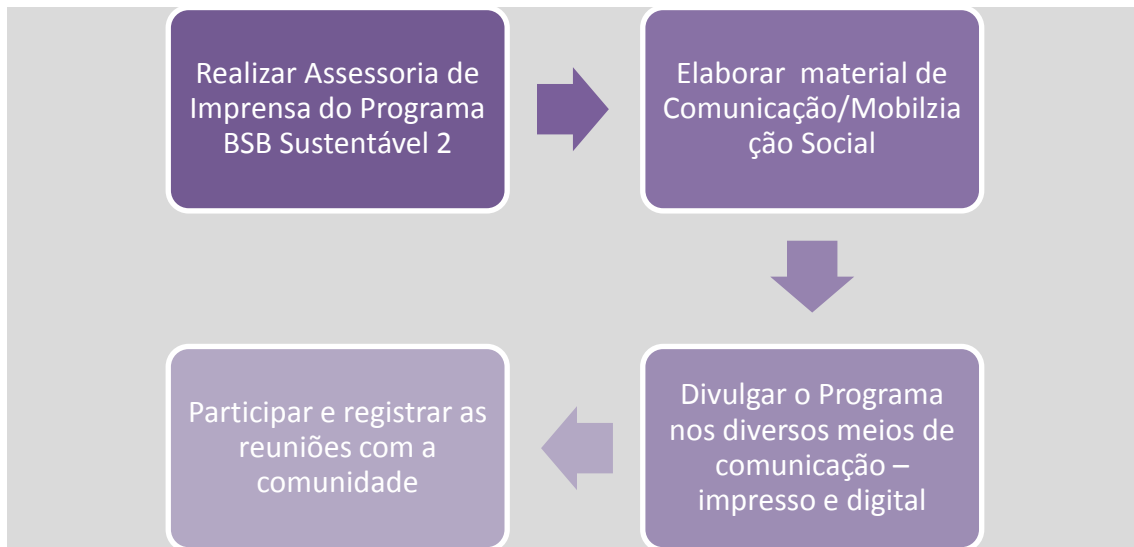 Realizar Assessoria de
Imprensa do Programa
BSB Sustentável 2
Elaborar material de
Comunicação/Mobilzia
ção Social
Divulgar o Programa
nos diversos meios de
comunicação –
impresso e digital
Participar e registrar as
reuniões com a
comunidade